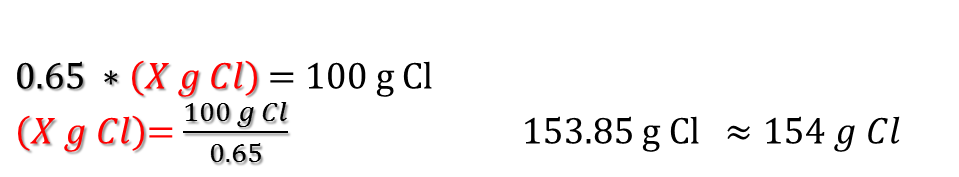 0.65 * (X g Cl) = 100 g Cl
(X g Cl)= 100 g Cl / 0.65 153.85 g Cl ≈ 154 g Cl